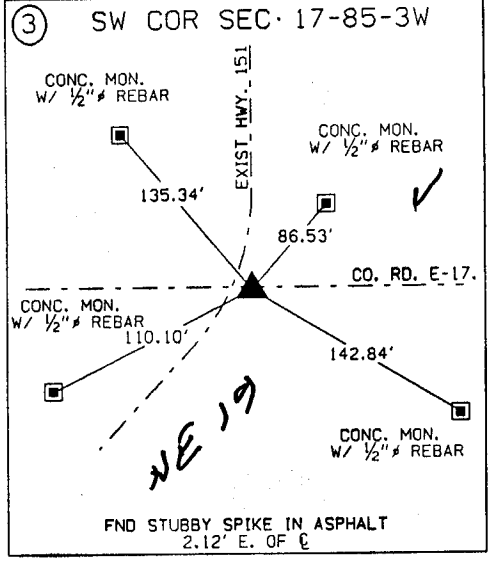 3 SW COR SEC. 17-85-3W
CONC. MON.
W/ 1/2"ø REBAR
EXIST. HWY. 151
CONC. MON.
W/ 1/2"ø REBAR
135.34'
86.53'
CO. RD. E-17.
CONC. MON.
W/ 1/2"ø REBAR
110.10'
142.84'
NE 19
CONC. MON.
W/ 1/2"ø REBAR
FND STUBBY SPIKE IN ASPHALT
2.12' E. OF ℄